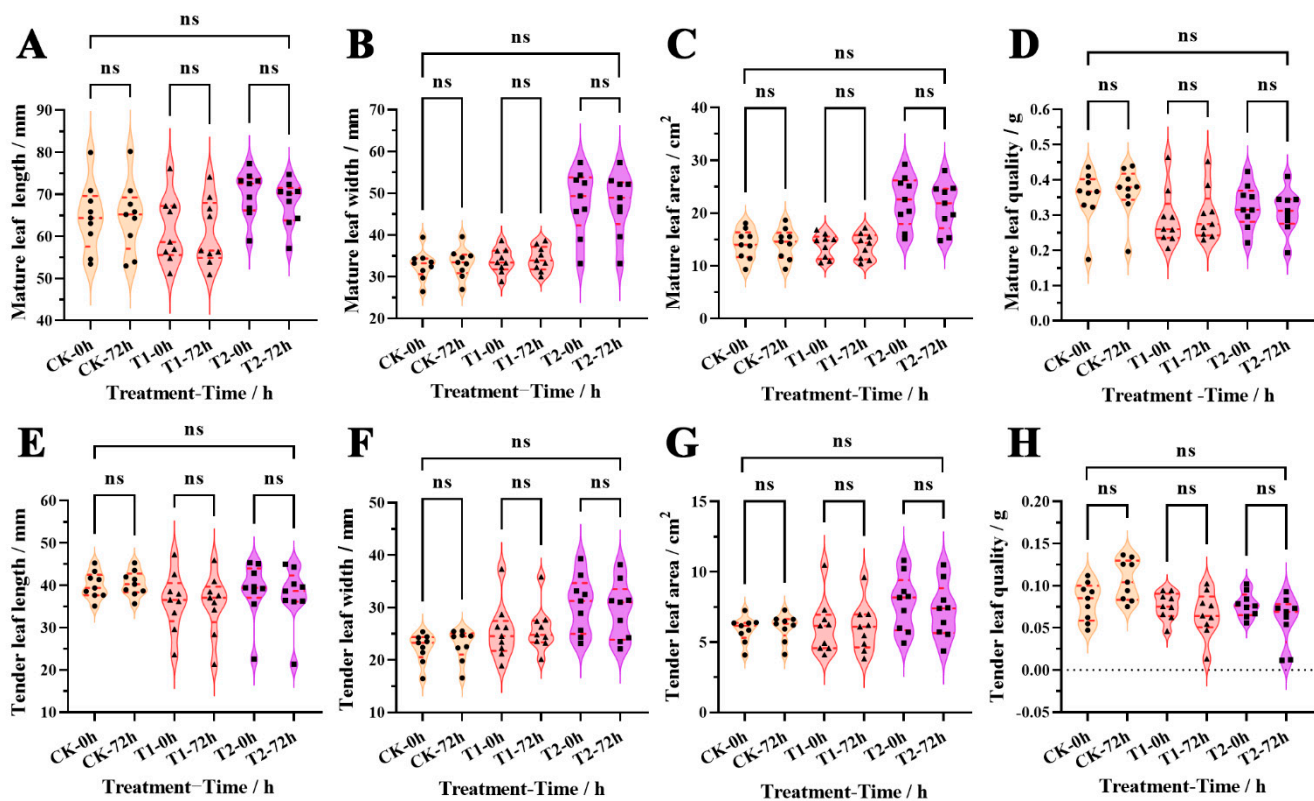 A
ns
ns
ns
ns
Mature leaf length / mm
90
80
70
60
50
40
CK-0h
CK-72h
T1-0h
T1-72h
T2-0h
T2-72h
Treatment-Time / h
B
ns
ns
ns
ns
Mature leaf width / mm
70
60
50
40
30
20
CK-0h
CK-72h
T1-0h
T1-72h
T2-0h
T2-72h
Treatment−Time / h
C
ns
ns
ns
ns
Mature leaf area / cm²
40
30
20
10
0
CK-0h
CK-72h
T1-0h
T1-72h
T2-0h
T2-72h
Treatment-Time / h
D
ns
ns
ns
ns
Mature leaf quality / g
0.6
0.5
0.4
0.3
0.2
0.1
0.0
CK-0h
CK-72h
T1-0h
T1-72h
T2-0h
T2-72h
Treatment -Time / h
E
ns
ns
ns
ns
Tender leaf length / mm
60
50
40
30
20
10
CK-0h
CK-72h
T1-0h
T1-72h
T2-0h
T2-72h
Treatment−Time / h
F
ns
ns
ns
ns
Tender leaf width / mm
50
40
30
20
10
CK-0h
CK-72h
T1-0h
T1-72h
T2-0h
T2-72h
Treatment-Time / h
G
ns
ns
ns
ns
Tender leaf area / cm²
15
10
5
0
CK-0h
CK-72h
T1-0h
T1-72h
T2-0h
T2-72h
Treatment-Time / h
H
ns
ns
ns
ns
Tender leaf quality / g
0.20
0.15
0.10
0.05
0.00
-0.05
CK-0h
CK-72h
T1-0h
T1-72h
T2-0h
T2-72h
Treatment-Time / h